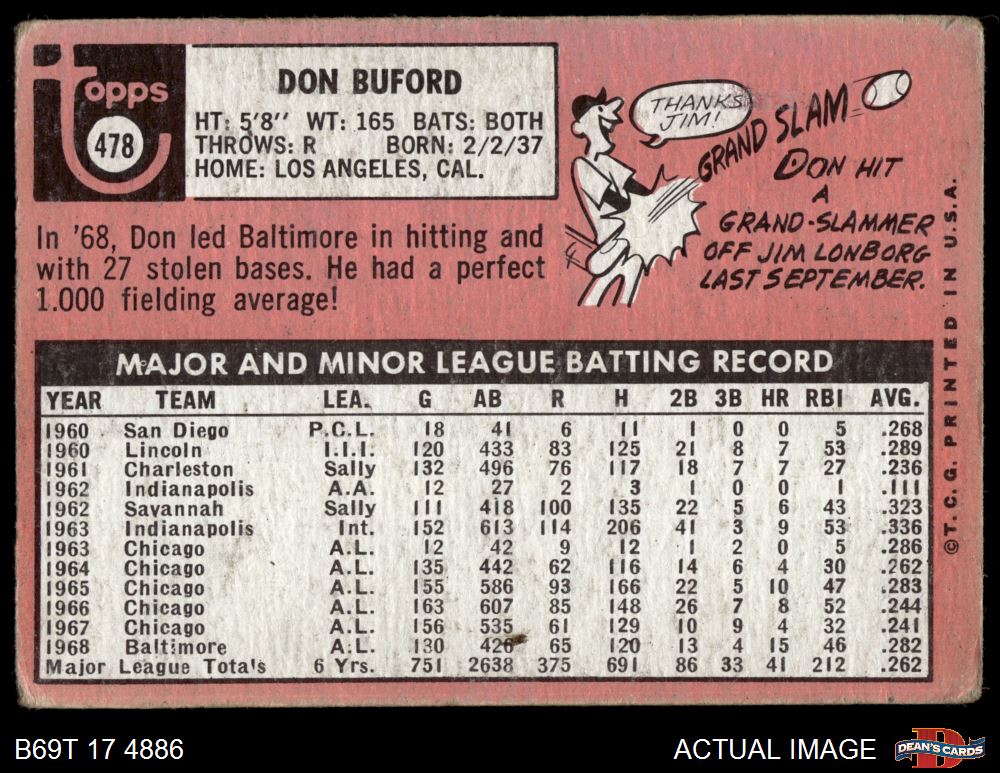 Topps
478
DON BUFORD
HT: 5'8'' WT: 165 BATS: BOTH
THROWS: R BORN: 2/2/37
HOME: LOS ANGELES, CAL.
THANKS JIM!
GRAND SLAM
DON HIT
A
GRAND-SLAMMER
OFF JIM LONBORG
LAST SEPTEMBER.
In '68, Don led Baltimore in hitting and
with 27 stolen bases. He had a perfect
1.000 fielding average!
MAJOR AND MINOR LEAGUE BATTING RECORD
YEAR TEAM LEA. G AB R H 2B 3B HR RBI AVG.
1960 San Diego P.C.L. 18 41 6 11 1 0 0 5 .268
1960 Lincoln I.I.I. 120 433 83 125 21 8 7 53 .289
1961 Charleston Sally 132 496 76 117 18 7 7 27 .236
1962 Indianapolis A.A. 12 27 2 3 1 0 0 1 .111
1962 Savannah Sally 111 418 100 135 22 5 6 43 .323
1963 Indianapolis Int. 152 613 114 206 41 3 9 53 .336
1963 Chicago A.L. 12 42 9 12 1 2 0 5 .286
1964 Chicago A.L. 135 442 62 116 14 6 4 30 .262
1965 Chicago A.L. 155 586 93 166 22 5 10 47 .283
1966 Chicago A.L. 163 607 85 148 26 7 8 52 .244
1967 Chicago A.L. 156 535 61 129 10 9 4 32 .241
1968 Baltimore A.L. 130 426 65 120 13 4 15 46 .282
Major League Totals 6 Yrs. 751 2638 375 691 86 33 41 212 .262
©T.C.G. PRINTED IN U.S.A.
B69T 17 4886
ACTUAL IMAGE
DEAN'S CARDS